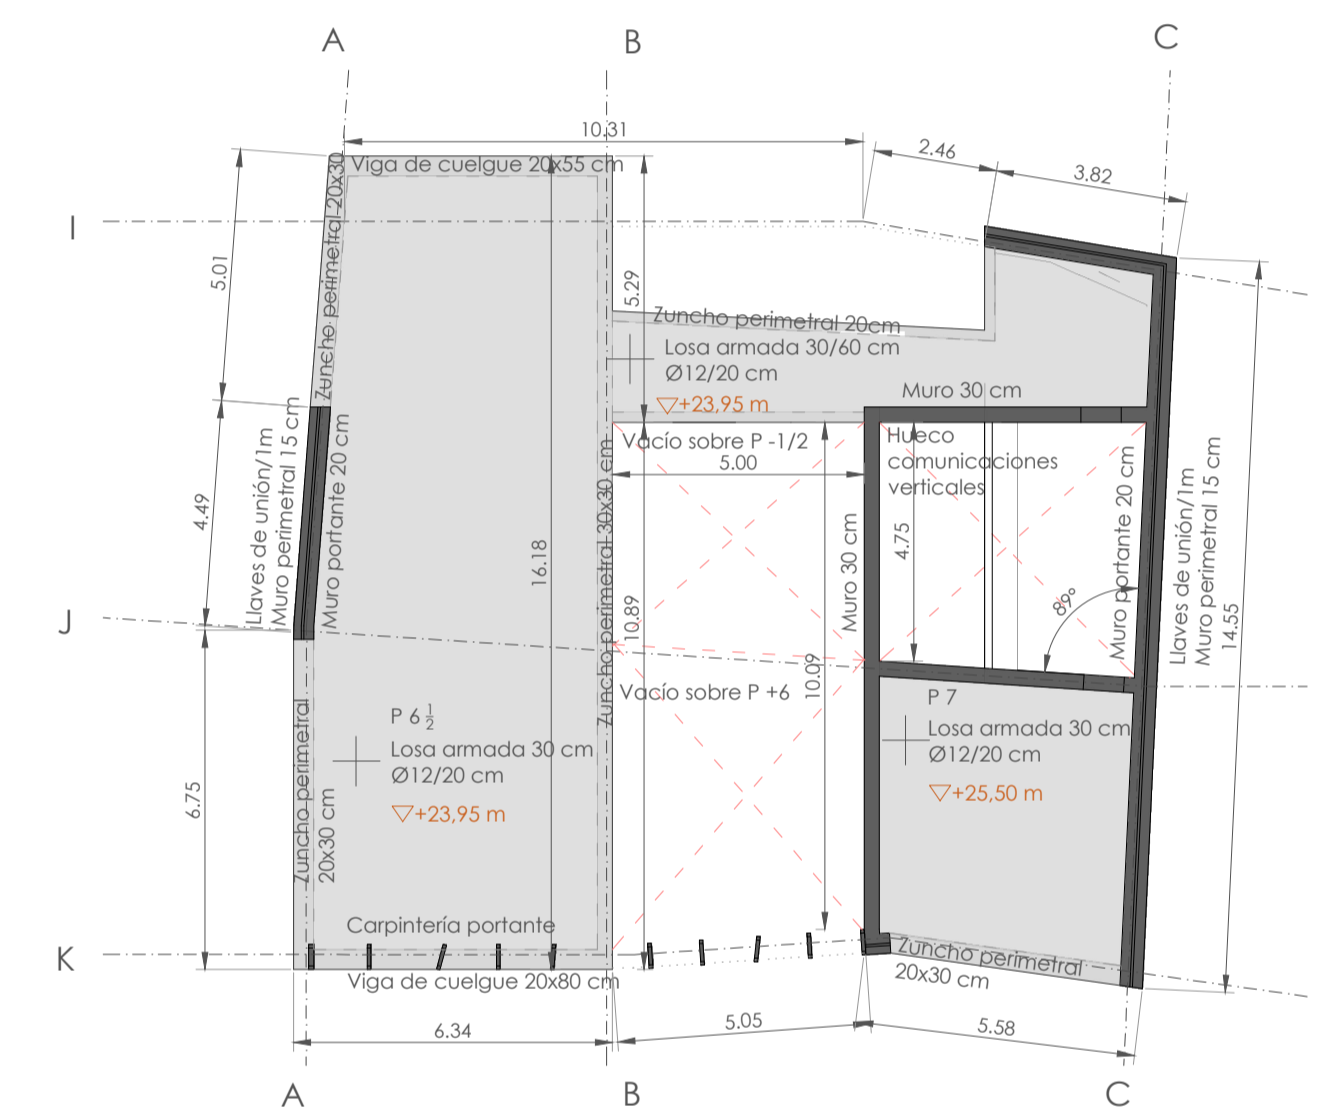 A
B
C
10.31
2.46
3.82
Viga de cuelgue 20x55 cm
I
5.01
Zuncho perimetral 20x30
5.29
Zuncho perimetral 20cm
Losa armada 30/60 cm
Ø12/20 cm
▽+23,95 m
Muro 30 cm
Vacío sobre P -1/2
5.00
Hueco
comunicaciones
verticales
4.49
Llaves de unión/1m
Muro perimetral 15 cm
Muro portante 20 cm
16.18
Zuncho perimetral 30x30 cm
10.89
10.09
Muro 30 cm
4.75
89°
Muro portante 20 cm
Llaves de unión/1m
Muro perimetral 15 cm
14.55
J
Vacío sobre P +6
P 6 1/2
Losa armada 30 cm
Ø12/20 cm
▽+23,95 m
P 7
Losa armada 30 cm
Ø12/20 cm
▽+25,50 m
6.75
Zuncho perimetral
20x30 cm
Carpintería portante
K
Viga de cuelgue 20x80 cm
Zuncho perimetral
20x30 cm
6.34
5.05
5.58
A
B
C